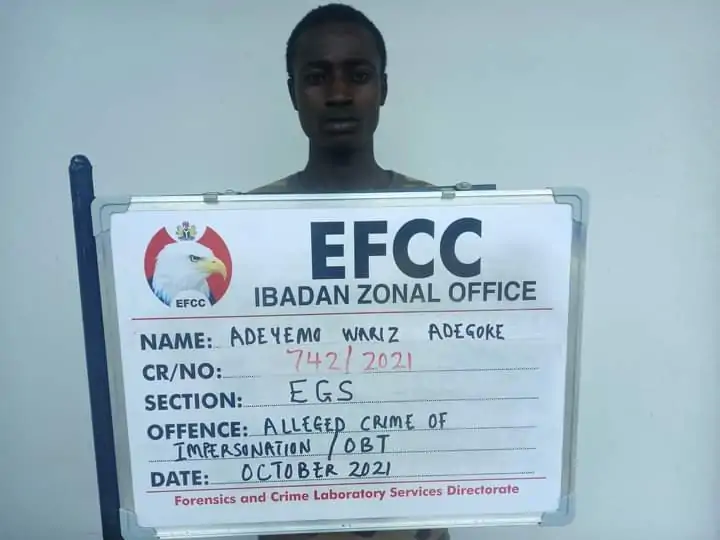 EFCC
EFCC
IBADAN ZONAL OFFICE
NAME: ADEYEMO WARIZ ADEGOKE
CR/NO: 742/2021
SECTION: EGS
OFFENCE: ALLEGED CRIME OF
IMPERSONATION/OBT
DATE: OCTOBER 2021
Forensics and Crime Laboratory Services Directorate